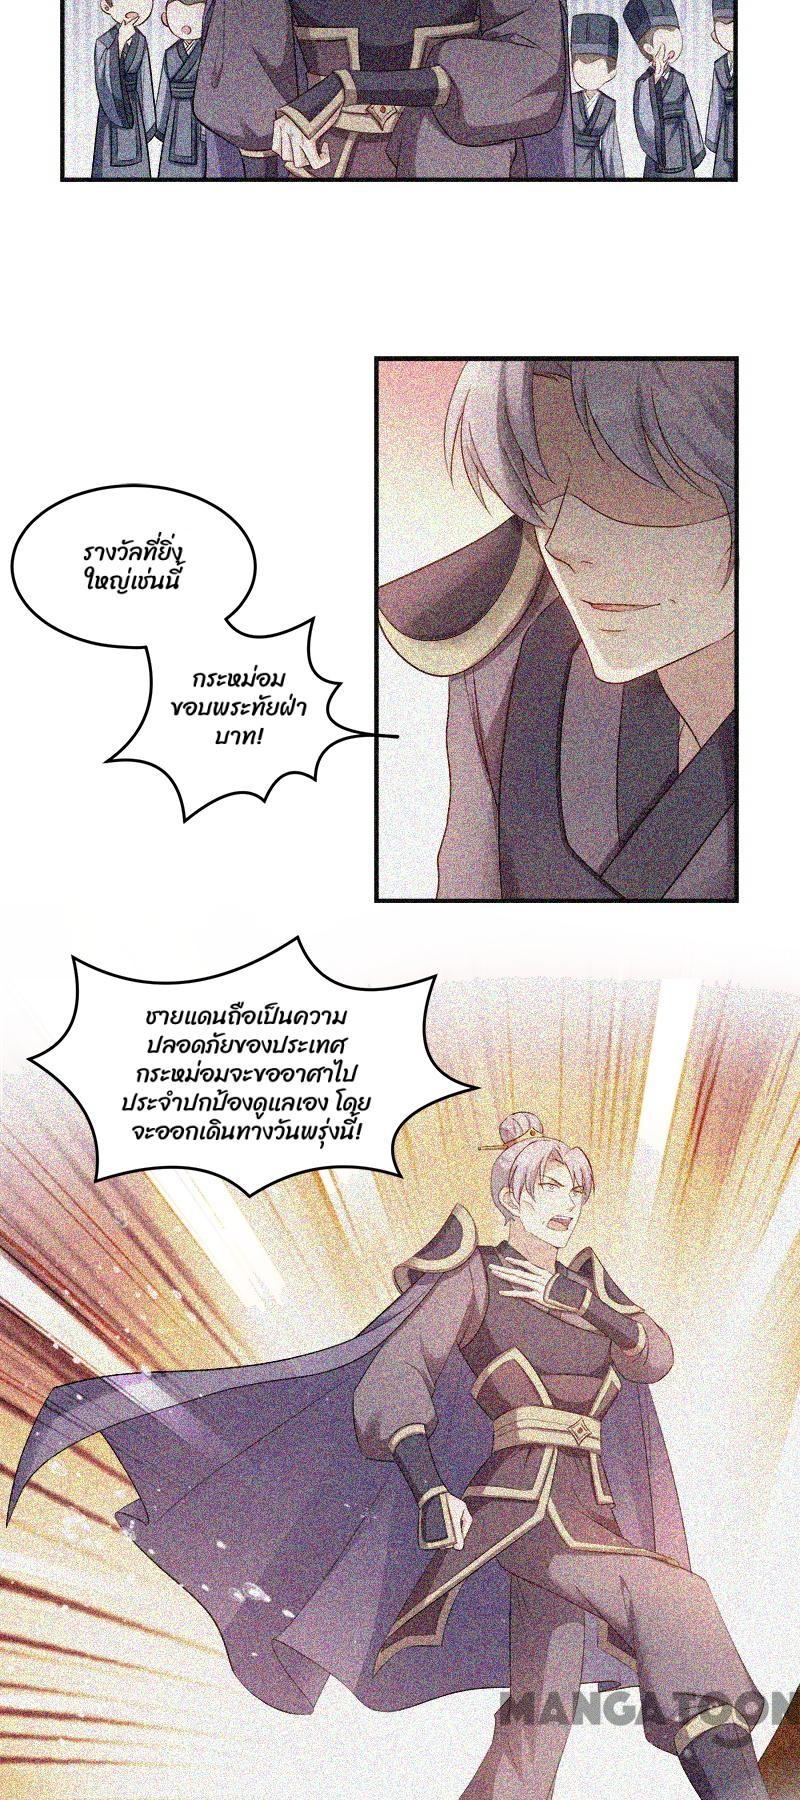 รางวัลที่ยิ่ง
ใหญ่เช่นนี้
กระหม่อม
ขอบพระทัยฝ่า
บาท!
ชายแดนถือเป็นความ
ปลอดภัยของประเทศ
กระหม่อมจะขออาศาไป
ประจำปกป้องดูแลเอง โดย
จะออกเดินทางวันพรุ่งนี้!
MANGATOON